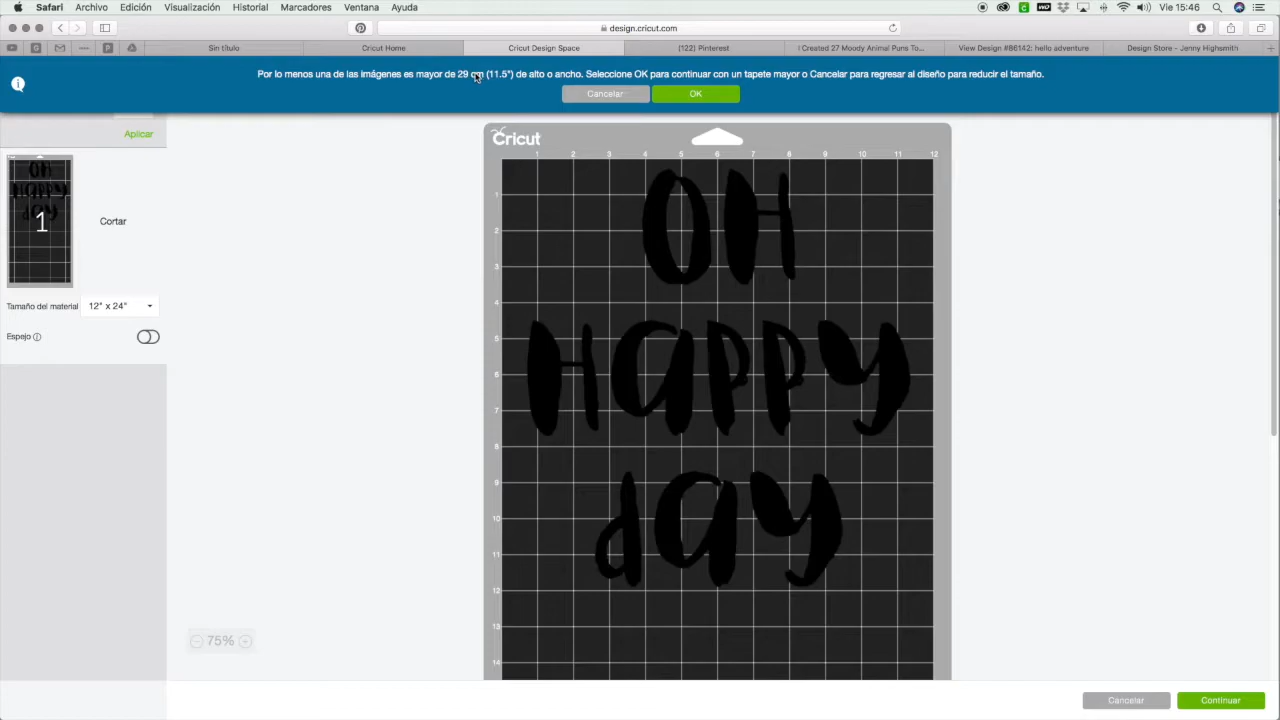 Safari Archivo Edición Visualización Historial Marcadores Ventana Ayuda Vie 15:46
design.cricut.com
Sin título Cricut Home Cricut Design Space (122) Pinterest I Created 27 Moody Animal Puns To... View Design #86142: hello adventure Design Store - Jenny Highsmith
Por lo menos una de las imágenes es mayor de 29 cm (11.5") de alto o ancho. Seleccione OK para continuar con un tapete mayor o Cancelar para regresar al diseño para reducir el tamaño.
Cancelar OK
Aplicar
OH
HAPPY
dAY
1
Cortar
Tamaño del material 12" x 24"
Espejo
75%
Cricut
1 2 3 4 5 6 7 8 9 10 11 12
1
2
3
4
5
6
7
8
9
10
11
12
13
14
OH
HAPPY
dAY
Cancelar Continuar